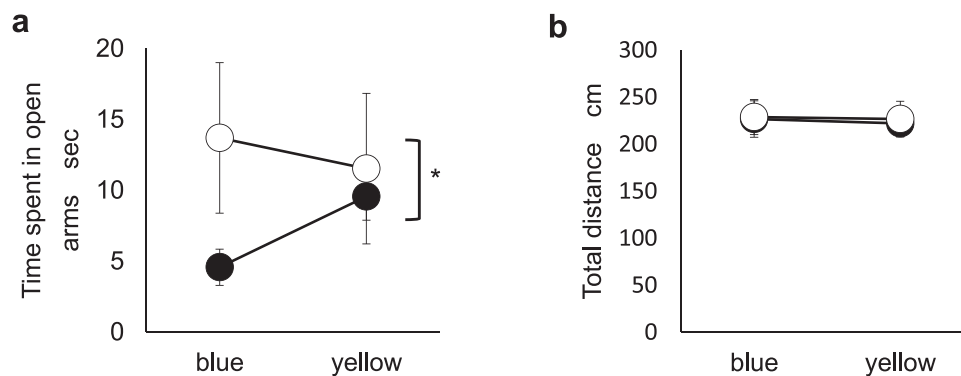 a
Time spent in open
arms sec
20
15
10
5
0
blue yellow
*
b
Total distance cm
300
250
200
150
100
50
0
blue yellow